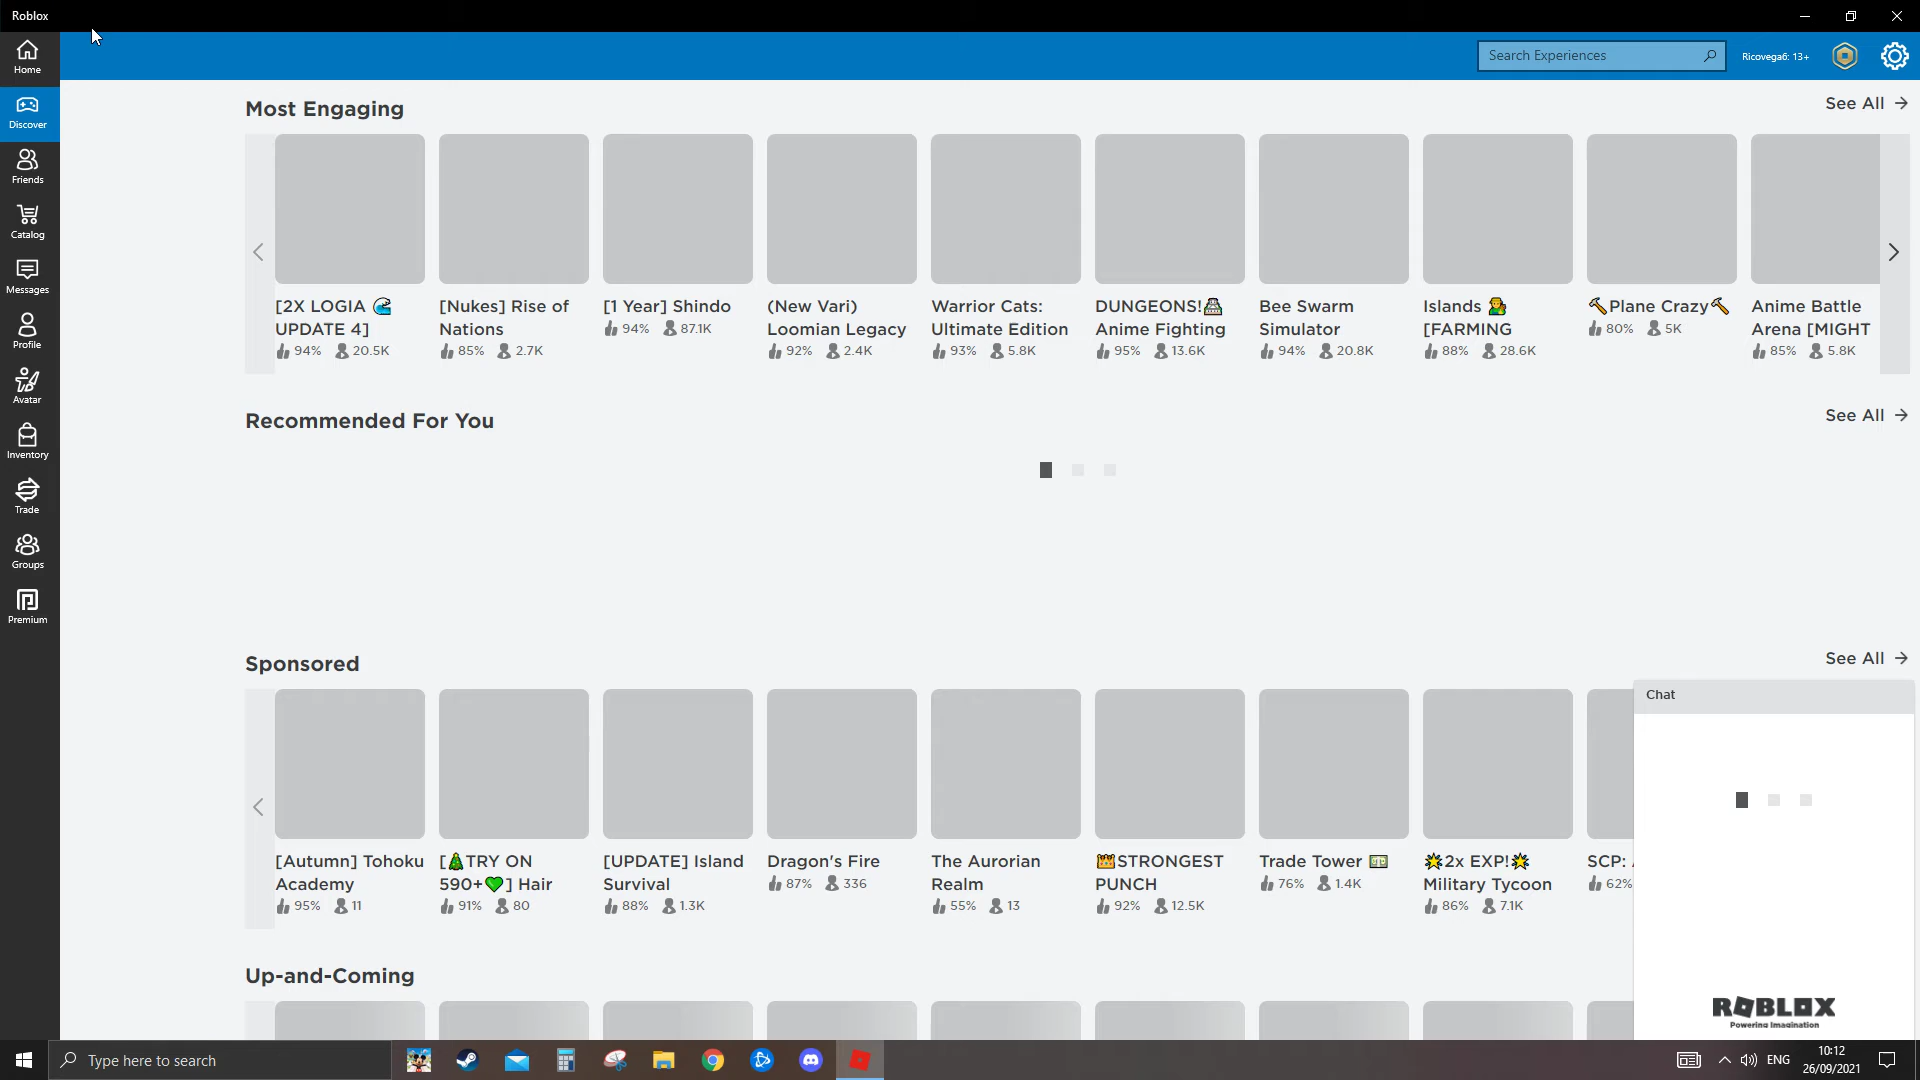 Roblox
Home
Discover
Friends
Catalog
Messages
Profile
Avatar
Inventory
Trade
Groups
Premium
Search Experiences
Ricovega6: 13+
Most Engaging
See All →
[2X LOGIA 🌊
UPDATE 4]
94% 20.5K
[Nukes] Rise of
Nations
85% 2.7K
[1 Year] Shindo
94% 87.1K
(New Vari)
Loomian Legacy
92% 2.4K
Warrior Cats:
Ultimate Edition
93% 5.8K
DUNGEONS!🏯
Anime Fighting
95% 13.6K
Bee Swarm
Simulator
94% 20.8K
Islands 👨‍🌾
[FARMING
88% 28.6K
🔨Plane Crazy🔨
80% 5K
Anime Battle
Arena [MIGHT
85% 5.8K
Recommended For You
See All →
Sponsored
See All →
[Autumn] Tohoku
Academy
95% 11
[🎄TRY ON
590+💚] Hair
91% 80
[UPDATE] Island
Survival
88% 1.3K
Dragon's Fire
87% 336
The Aurorian
Realm
55% 13
👑STRONGEST
PUNCH
92% 12.5K
Trade Tower 💵
76% 1.4K
🌟2x EXP!🌟
Military Tycoon
86% 7.1K
SCP:
62%
Chat
ROBLOX
Powering Imagination
Up-and-Coming
Type here to search
ENG
10:12
26/09/2021